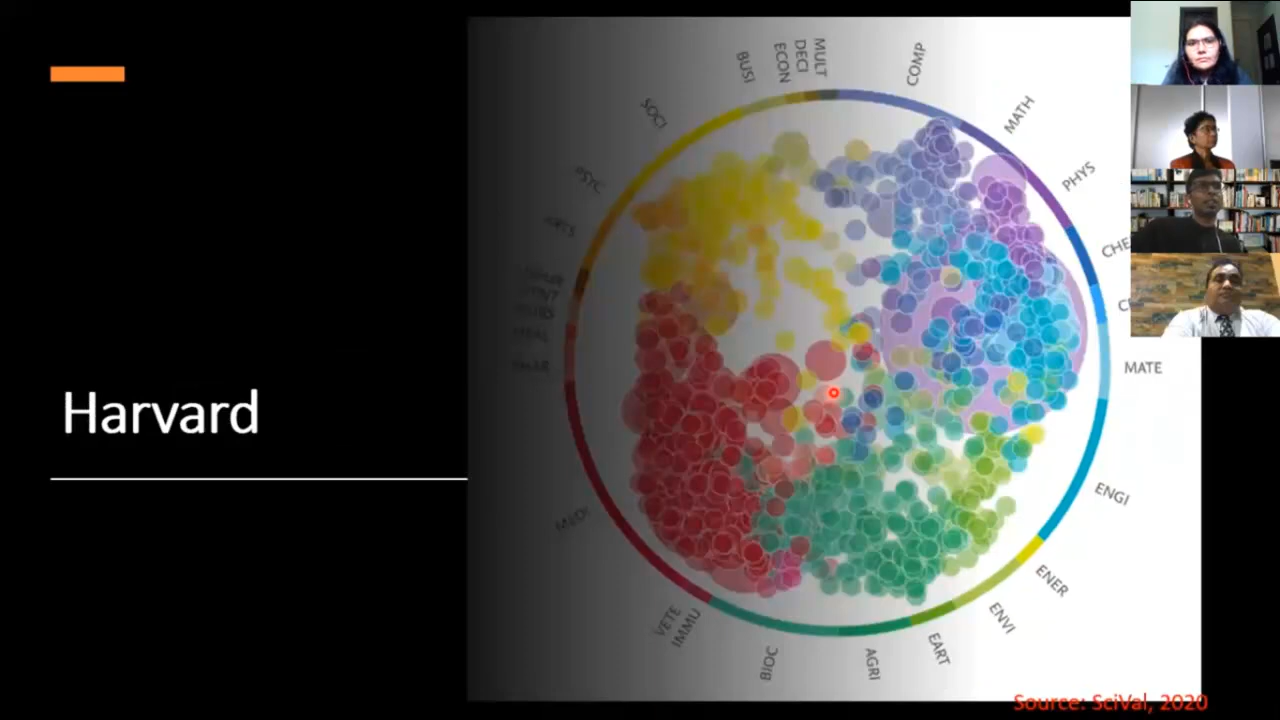 Harvard
MULT
DECI
ECON
BUSI
SOCI
PSYC
COMP
MATH
PHYS
MATE
ENGI
ENER
ENVI
EART
AGRI
BIOC
IMMU
VETE
MEDI
Source: SciVal, 2020